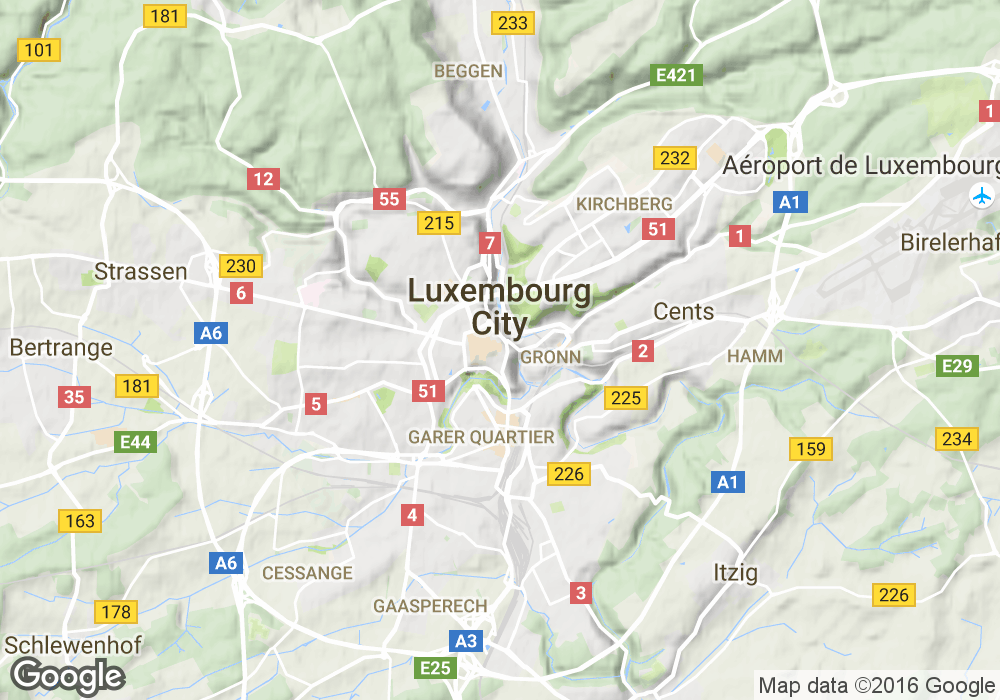 181
233
101
BEGGEN
E421
1
232
Aéroport de Luxembourg
12
55
KIRCHBERG
A1
215
51
1
7
Birelerhaf
Strassen
230
6
Luxembourg
City
Cents
A6
Bertrange
GRONN
2
HAMM
E29
181
35
5
51
225
GARER QUARTIER
E44
234
159
226
A1
163
4
A6
CESSANGE
Itzig
3
226
178
GAASPERECH
Schlewenhof
A3
E25
Google
Map data ©2016 Google